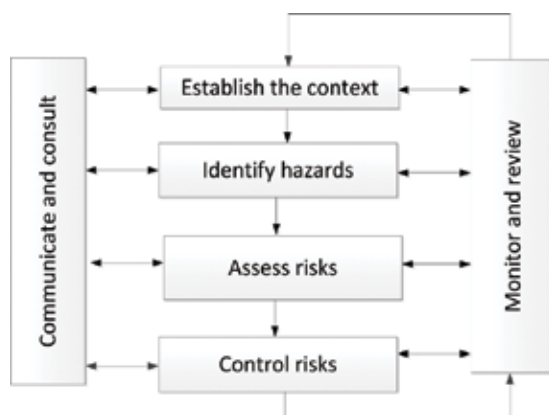 Communicate and consult
Establish the context
Identify hazards
Assess risks
Control risks
Monitor and review